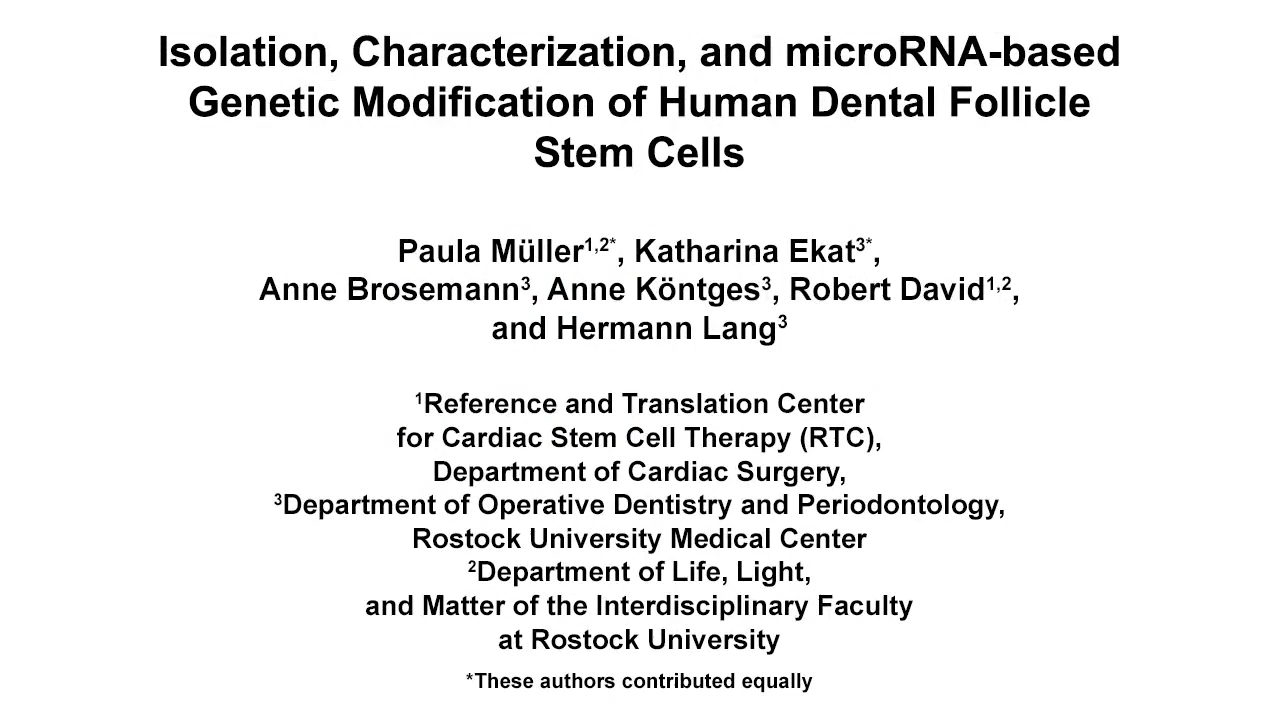 Isolation, Characterization, and microRNA-based
Genetic Modification of Human Dental Follicle
Stem Cells
Paula Müller1,2*, Katharina Ekat3*,
Anne Brosemann3, Anne Köntges3, Robert David1,2,
and Hermann Lang3
1Reference and Translation Center
for Cardiac Stem Cell Therapy (RTC),
Department of Cardiac Surgery,
3Department of Operative Dentistry and Periodontology,
Rostock University Medical Center
2Department of Life, Light,
and Matter of the Interdisciplinary Faculty
at Rostock University
*These authors contributed equally